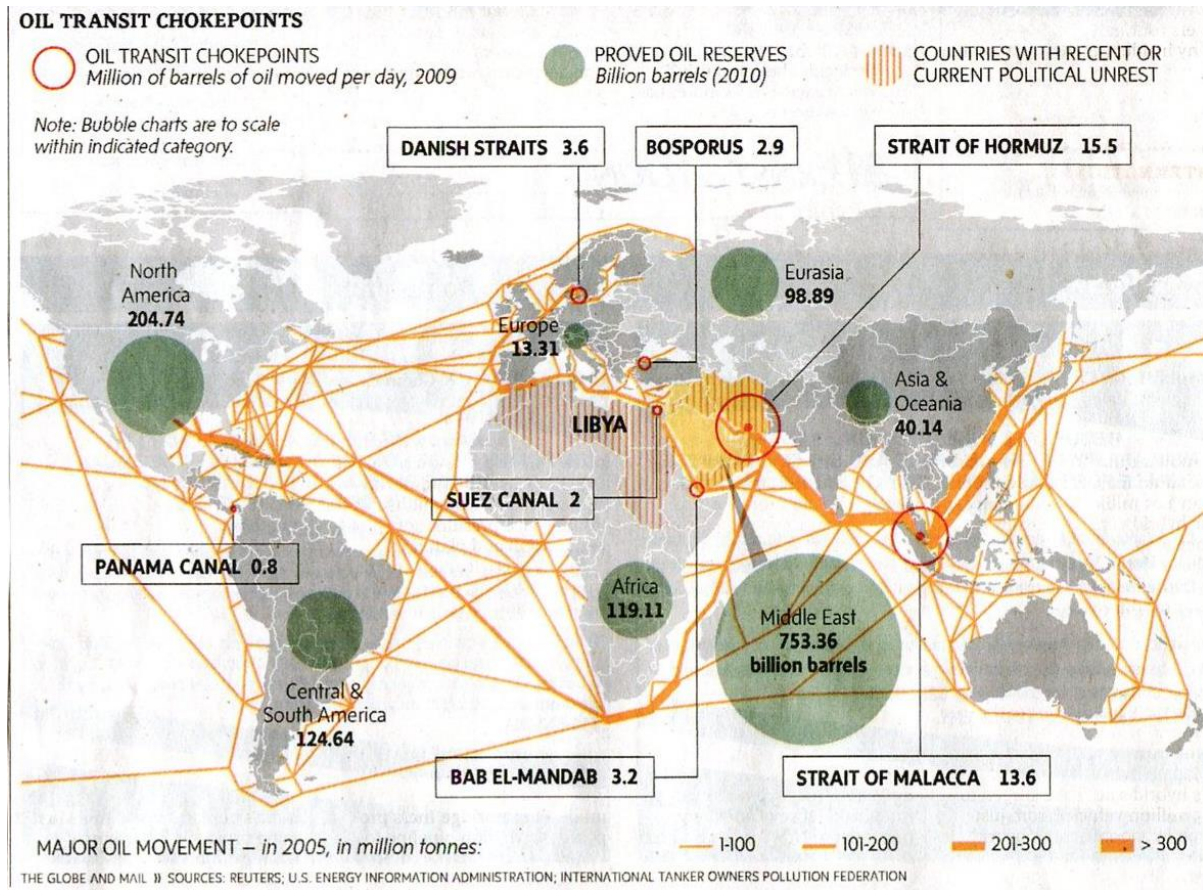 OIL TRANSIT CHOKEPOINTS
OIL TRANSIT CHOKEPOINTS
Million of barrels of oil moved per day, 2009
PROVED OIL RESERVES
Billion barrels (2010)
COUNTRIES WITH RECENT OR
CURRENT POLITICAL UNREST
Note: Bubble charts are to scale
within indicated category.
DANISH STRAITS 3.6
BOSPORUS 2.9
STRAIT OF HORMUZ 15.5
North
America
204.74
Eurasia
98.89
Europe
13.31
Asia &
Oceania
40.14
LIBYA
SUEZ CANAL 2
PANAMA CANAL 0.8
Africa
119.11
Middle East
753.36
billion barrels
Central &
South America
124.64
BAB EL-MANDAB 3.2
STRAIT OF MALACCA 13.6
MAJOR OIL MOVEMENT — in 2005, in million tonnes:
1-100
101-200
201-300
> 300
THE GLOBE AND MAIL » SOURCES: REUTERS; U.S. ENERGY INFORMATION ADMINISTRATION; INTERNATIONAL TANKER OWNERS POLLUTION FEDERATION